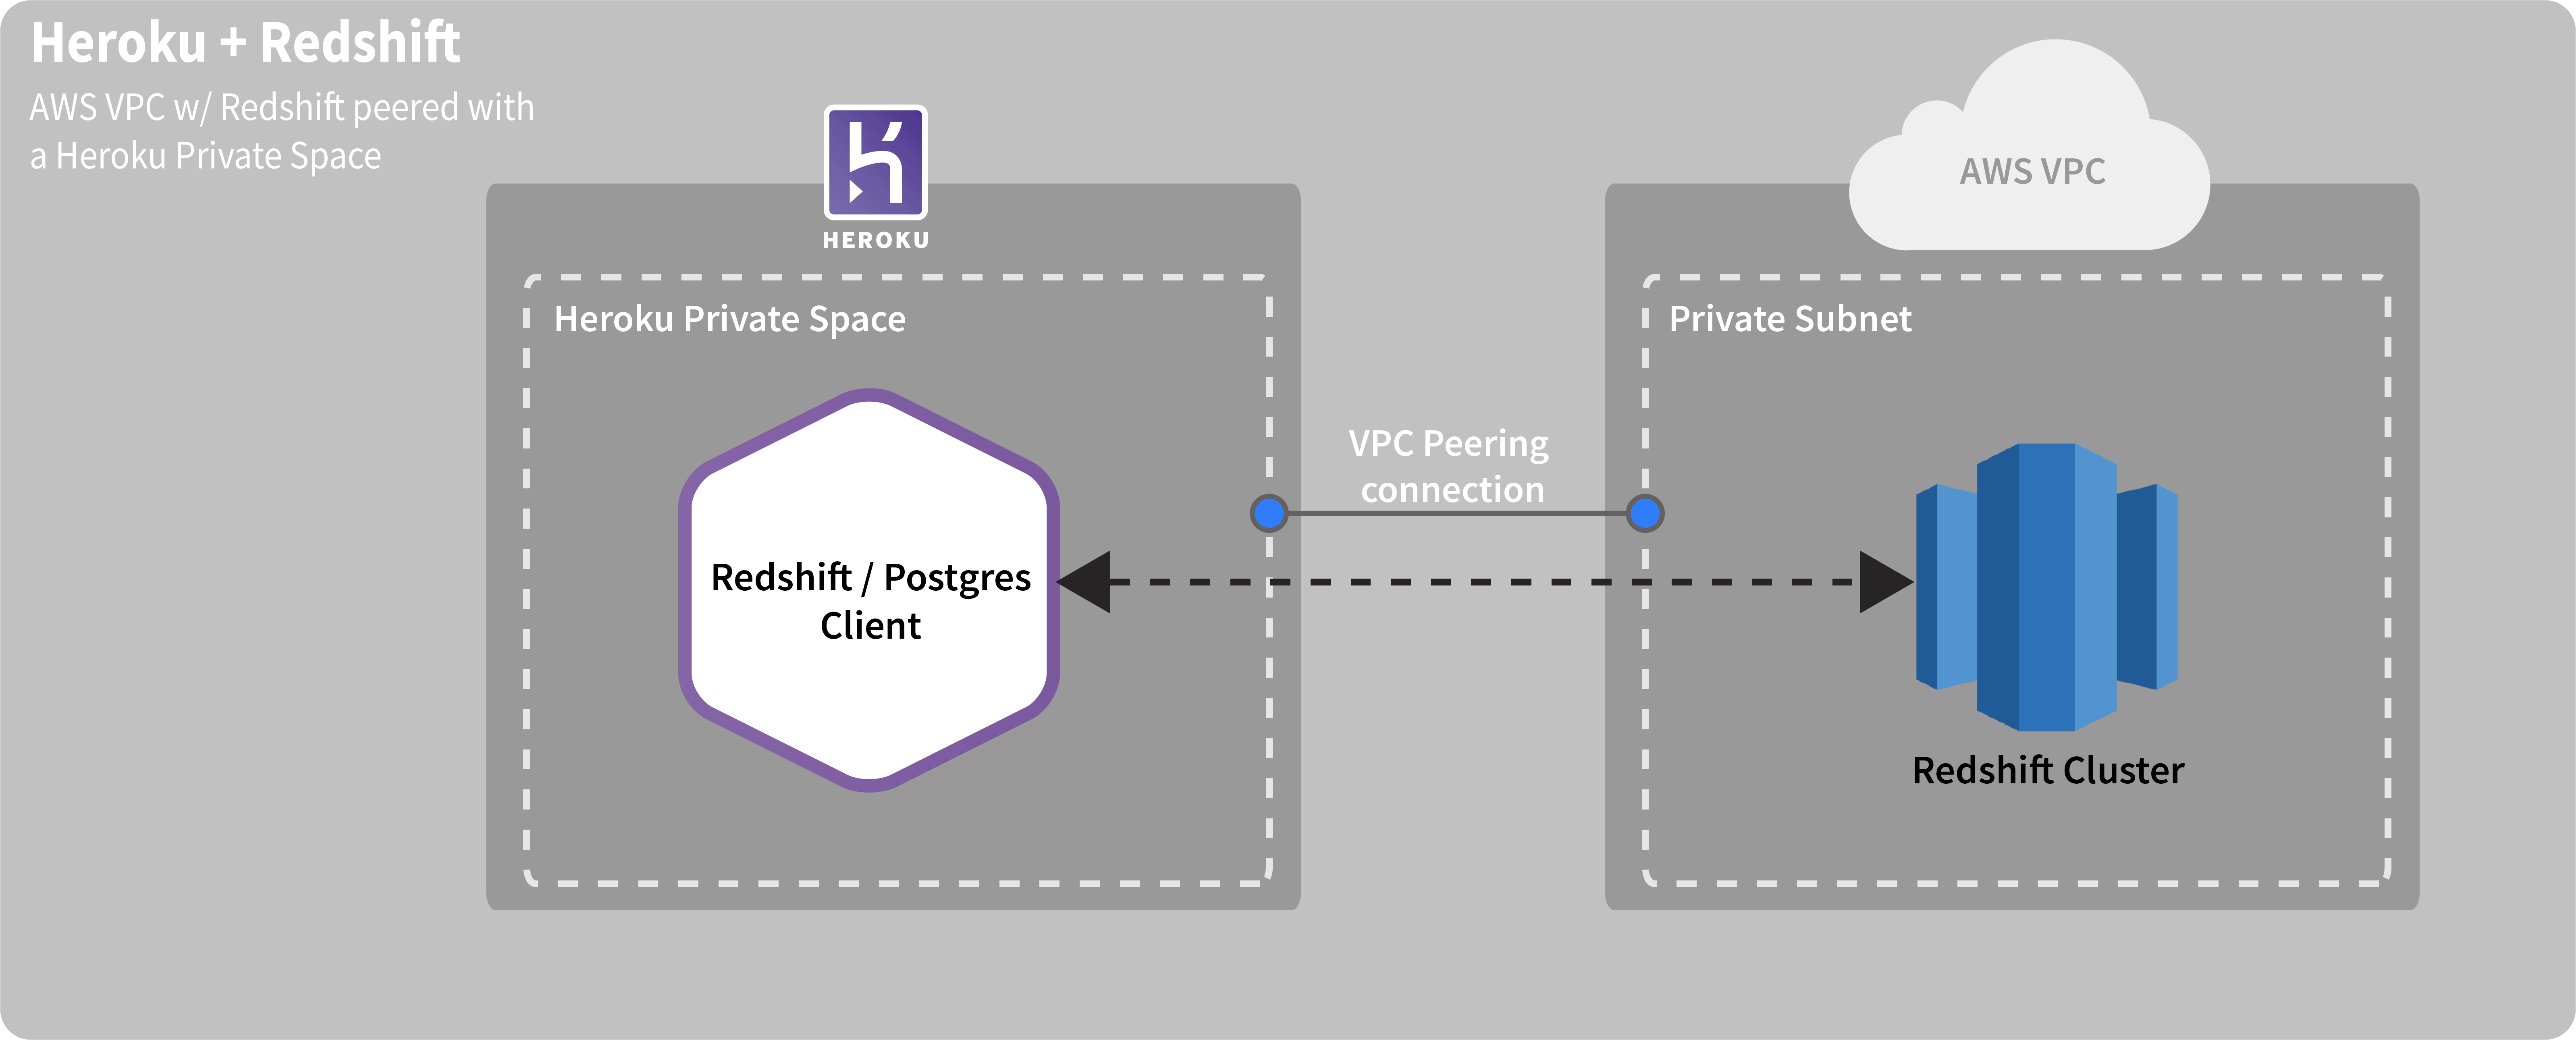 Heroku + Redshift
AWS VPC w/ Redshift peered with
a Heroku Private Space
HEROKU
AWS VPC
Heroku Private Space
Private Subnet
VPC Peering
connection
Redshift / Postgres
Client
Redshift Cluster